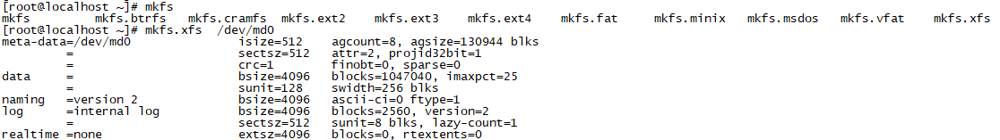 [root@localhost ~]# mkfs
mkfs         mkfs.btrfs   mkfs.cramfs  mkfs.ext2    mkfs.ext3    mkfs.ext4    mkfs.fat     mkfs.minix   mkfs.msdos   mkfs.vfat    mkfs.xfs
[root@localhost ~]# mkfs.xfs  /dev/md0
meta-data=/dev/md0               isize=512    agcount=8, agsize=130944 blks
         =                       sectsz=512   attr=2, projid32bit=1
         =                       crc=1        finobt=0, sparse=0
data     =                       bsize=4096   blocks=1047040, imaxpct=25
         =                       sunit=128    swidth=256 blks
naming   =version 2              bsize=4096   ascii-ci=0 ftype=1
log      =internal log           bsize=4096   blocks=2560, version=2
         =                       sectsz=512   sunit=8 blks, lazy-count=1
realtime =none                   extsz=4096   blocks=0, rtextents=0